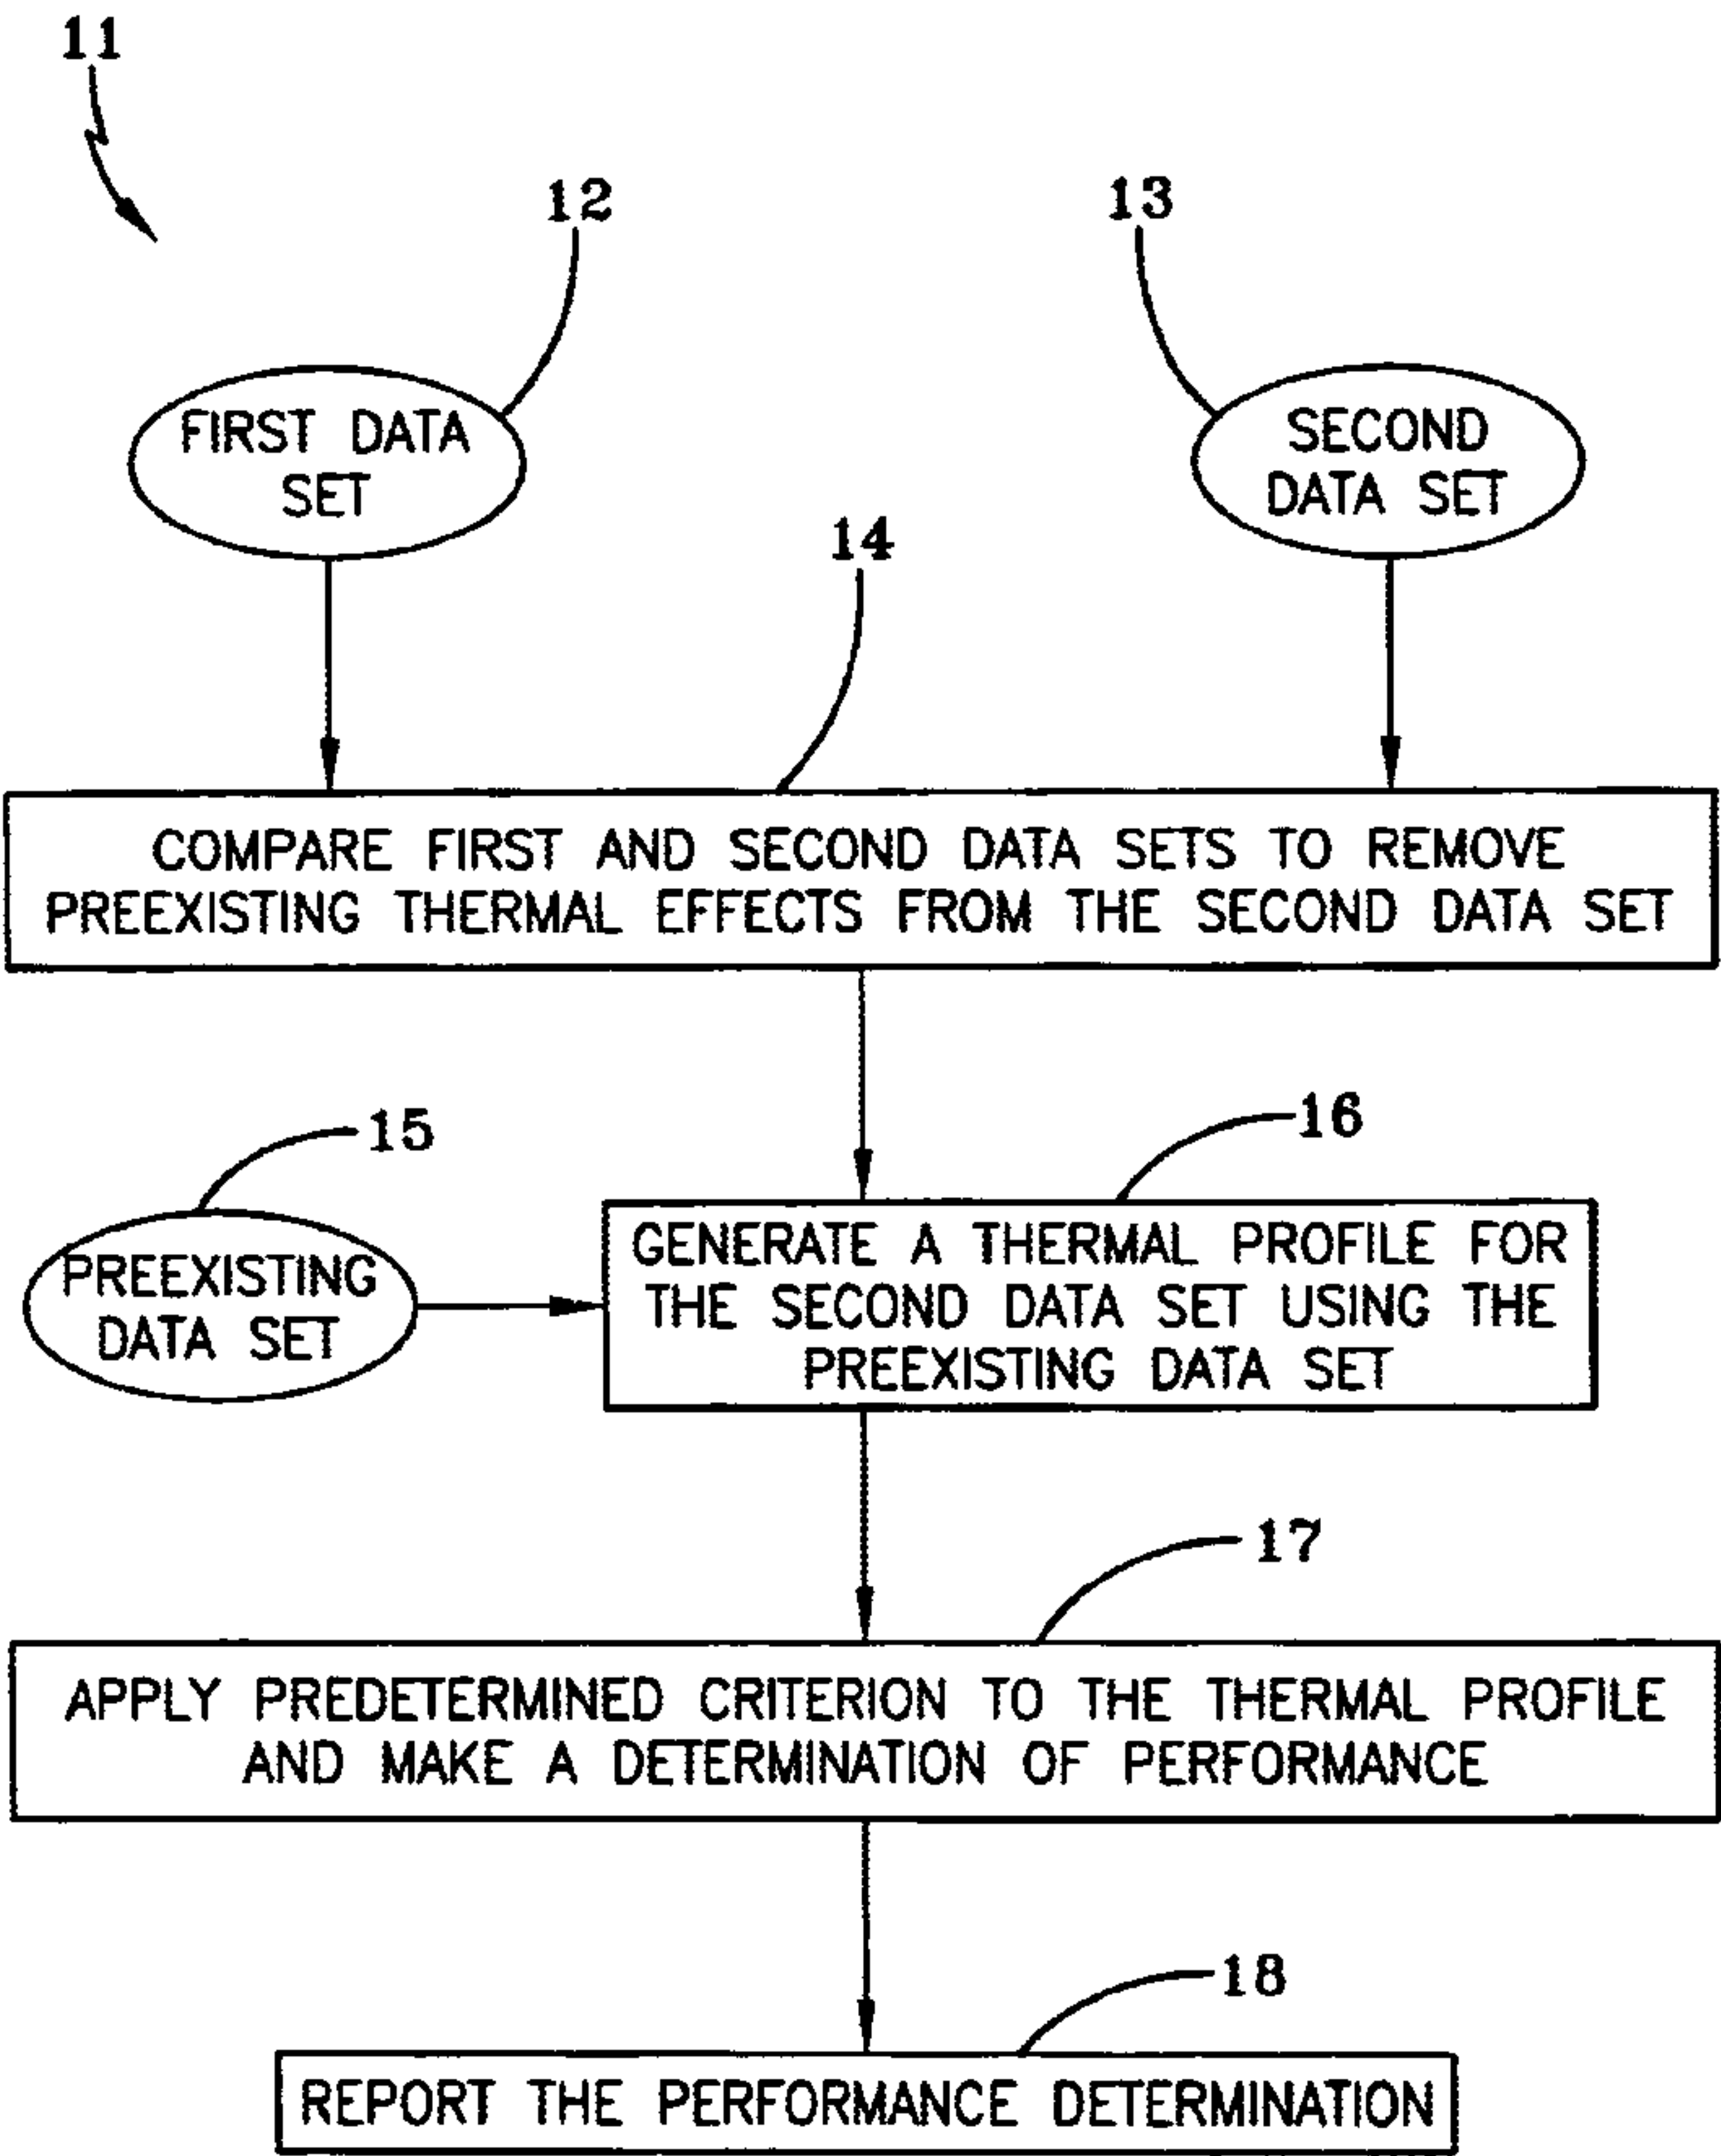 11
12
13
FIRST DATA
SET
SECOND
DATA SET
14
COMPARE FIRST AND SECOND DATA SETS TO REMOVE
PREEXISTING THERMAL EFFECTS FROM THE SECOND DATA SET
15
16
PREEXISTING
DATA SET
GENERATE A THERMAL PROFILE FOR
THE SECOND DATA SET USING THE
PREEXISTING DATA SET
17
APPLY PREDETERMINED CRITERION TO THE THERMAL PROFILE
AND MAKE A DETERMINATION OF PERFORMANCE
18
REPORT THE PERFORMANCE DETERMINATION